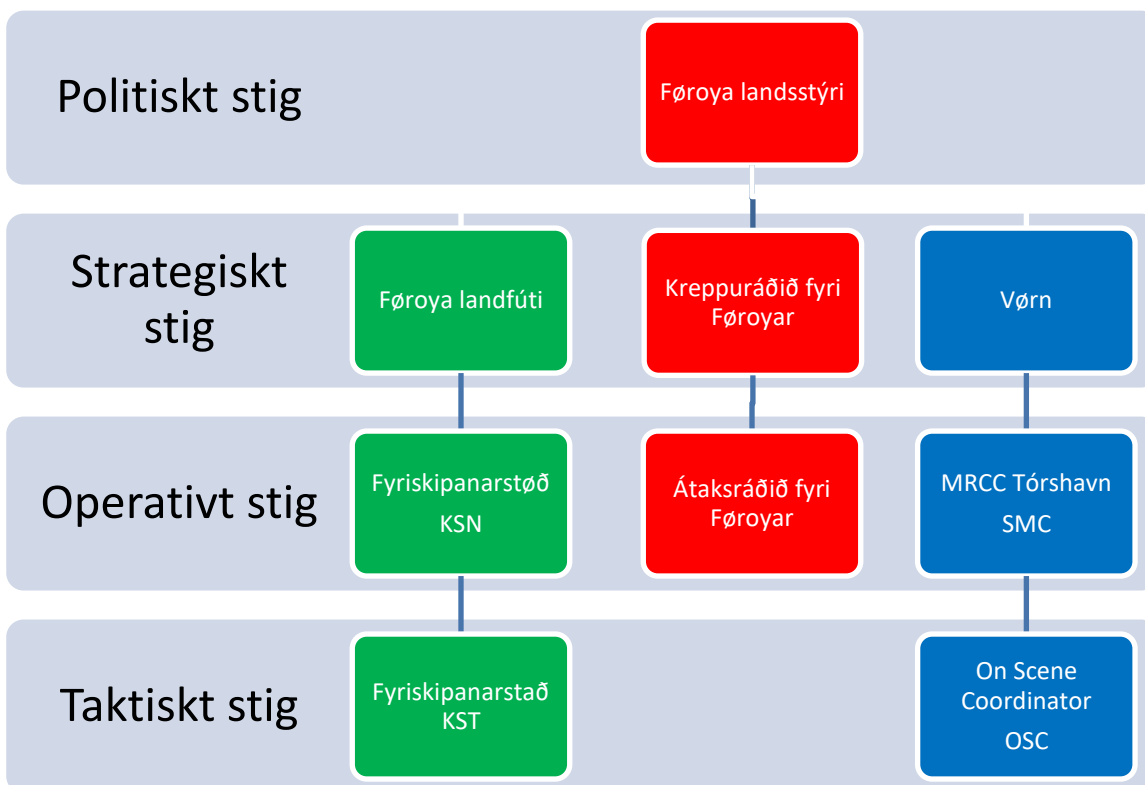 Politiskt stig
Føroya landsstýri
Strategiskt
stig
Føroya landfúti
Kreppuráðið fyri
Føroyar
Vørn
Operativt stig
Fyriskipanarstøð
KSN
Átaksráðið fyri
Føroyar
MRCC Tórshavn
SMC
Taktiskt stig
Fyriskipanarstað
KST
On Scene
Coordinator
OSC